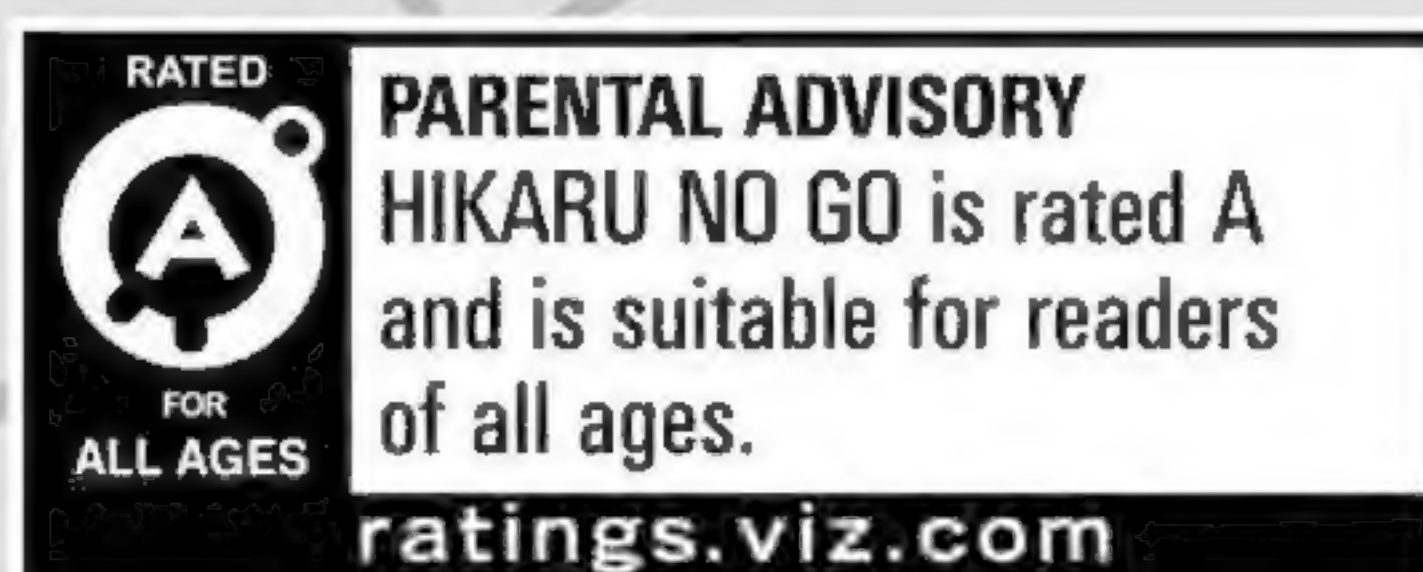 RATED
A
FOR
ALL AGES
PARENTAL ADVISORY
HIKARU NO GO is rated A
and is suitable for readers
of all ages.
ratings.viz.com